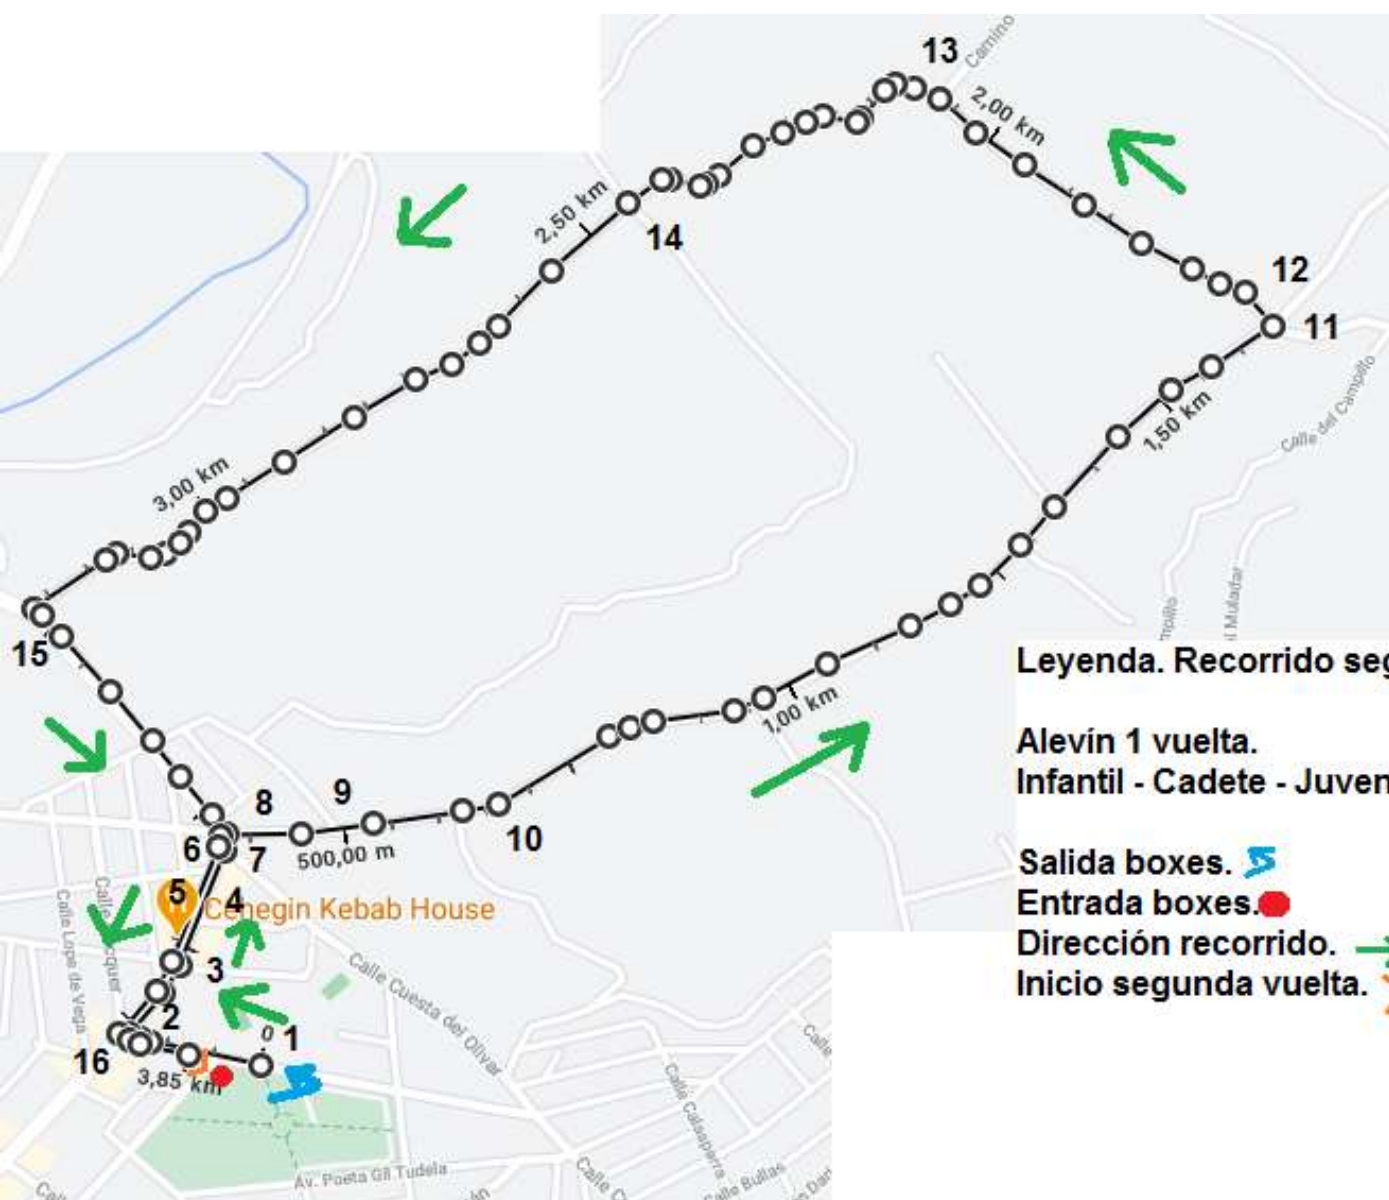 13
Camino
2,00 km
2,50 km
14
12
11
Calle del Campillo
1,50 km
3,00 km
15
Leyenda. Recorrido seg
1,00 km
Alevín 1 vuelta.
Infantil - Cadete - Juven
8
9
10
6
7
500,00 m
Salida boxes.
5
4
Cehegin Kebab House
Entrada boxes.
Dirección recorrido.
3
Calle Lope de Vega
Calle
cquer
Calle Cuesta del Olivar
Inicio segunda vuelta.
2
0
1
16
3,85 km
Calle
Calle Calasparra
Av. Poeta Gil Tudela
Calle Bullas